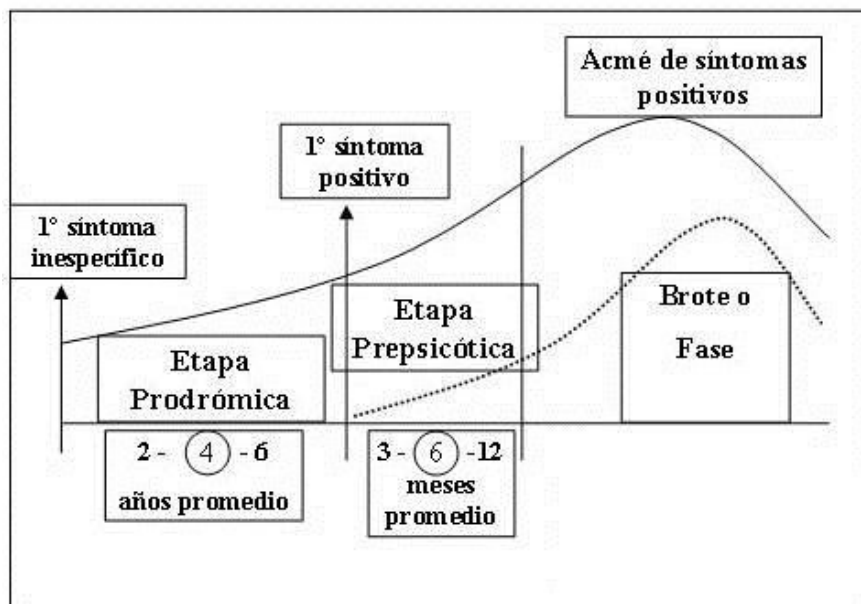 Acmé de síntomas
positivos
1° síntoma
positivo
1° síntoma
inespecífico
Etapa
Prepsicótica
Brote o
Fase
Etapa
Prodrómica
2 - 4 - 6
años promedio
3 - 6 -12
meses
promedio